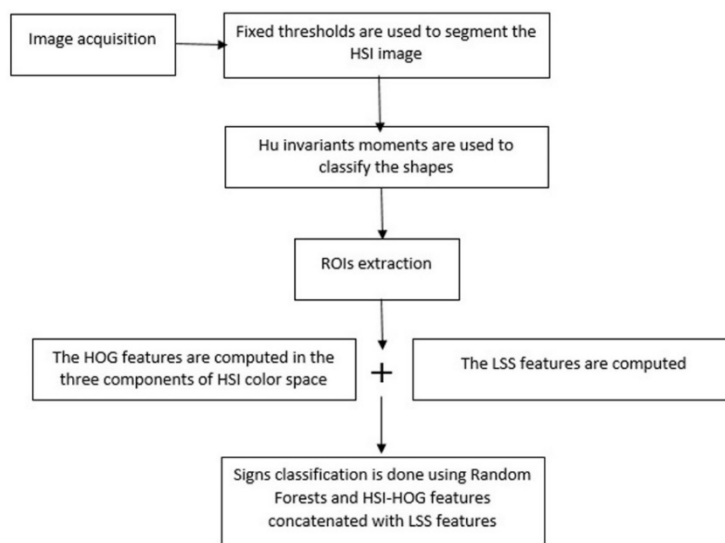 Image acquisition
Fixed thresholds are used to segment the
HSI image
Hu invariants moments are used to
classify the shapes
ROIs extraction
The HOG features are computed in the
three components of HSI color space
+
The LSS features are computed
Signs classification is done using Random
Forests and HSI-HOG features
concatenated with LSS features